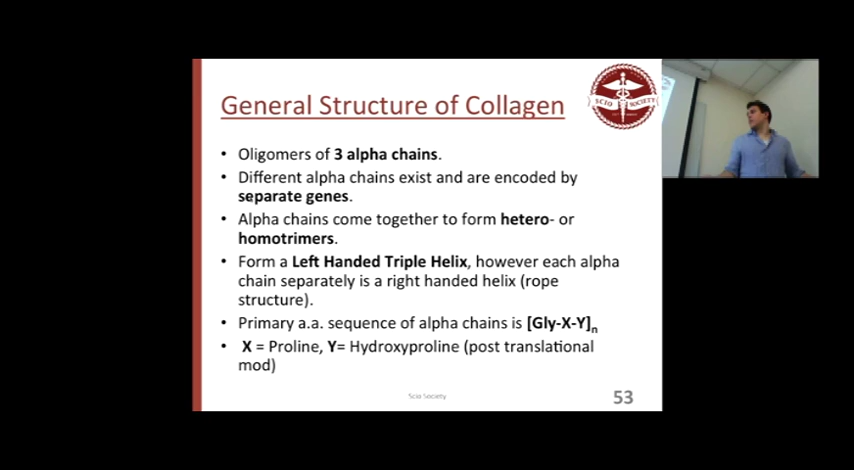 General Structure of Collagen
SCIO SOCIETY
• Oligomers of 3 alpha chains.
• Different alpha chains exist and are encoded by
separate genes.
• Alpha chains come together to form hetero- or
homotrimers.
• Form a Left Handed Triple Helix, however each alpha
chain separately is a right handed helix (rope
structure).
• Primary a.a. sequence of alpha chains is [Gly-X-Y]n
• X = Proline, Y= Hydroxyproline (post translational
mod)
Scio Society
53